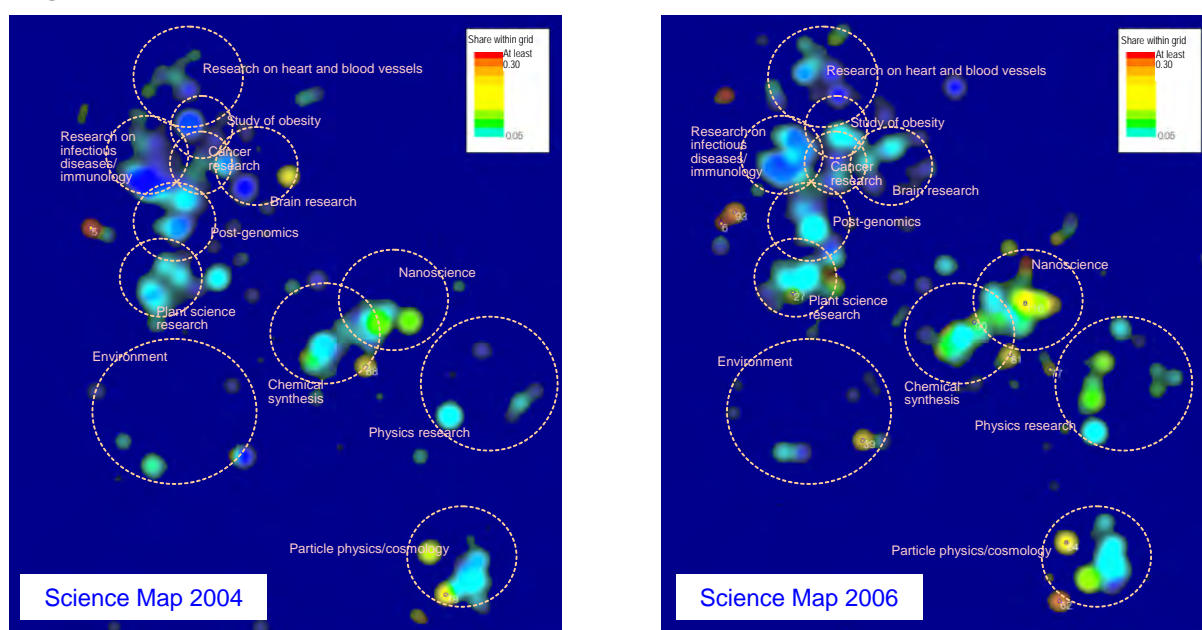 Share within grid
At least
0.30
0.05
Research on heart and blood vessels
Study of obesity
Research on
infectious
diseases/
immunology
Cancer
research
Brain research
Post-genomics
Nanoscience
Plant science
research
Environment
Chemical
synthesis
Physics research
Particle physics/cosmology
Science Map 2004
Share within grid
At least
0.30
0.05
Research on heart and blood vessels
Study of obesity
Research on
infectious
diseases/
immunology
Cancer
research
Brain research
93
6
Post-genomics
Nanoscience
27
Plant science
research
Environment
Chemical
synthesis
Physics research
Particle physics/cosmology
Science Map 2006